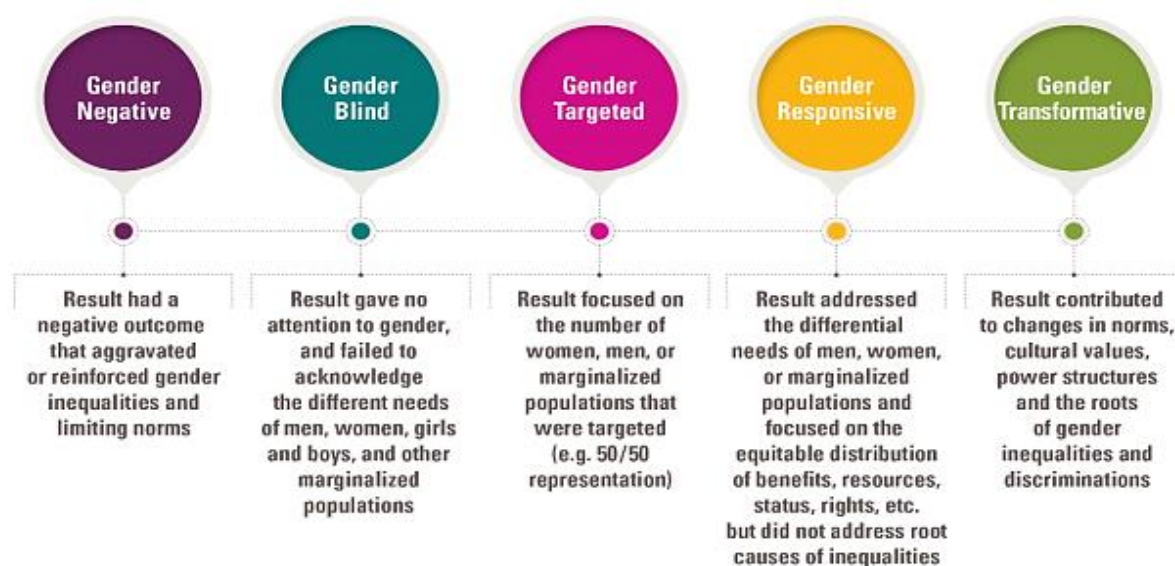 Gender
Negative
Gender
Blind
Gender
Targeted
Gender
Responsive
Gender
Transformative
Result had a
negative outcome
that aggravated
or reinforced gender
inequalities and
limiting norms
Result gave no
attention to gender,
and failed to
acknowledge
the different needs
of men, women, girls
and boys, and other
marginalized
populations
Result focused on
the number of
women, men, or
marginalized
populations that
were targeted
(e.g. 50/50
representation)
Result addressed
the differential
needs of men, women,
or marginalized
populations and
focused on the
equitable distribution
of benefits, resources,
status, rights, etc.
but did not address root
causes of inequalities
Result contributed
to changes in norms,
cultural values,
power structures
and the roots
of gender
inequalities and
discriminations